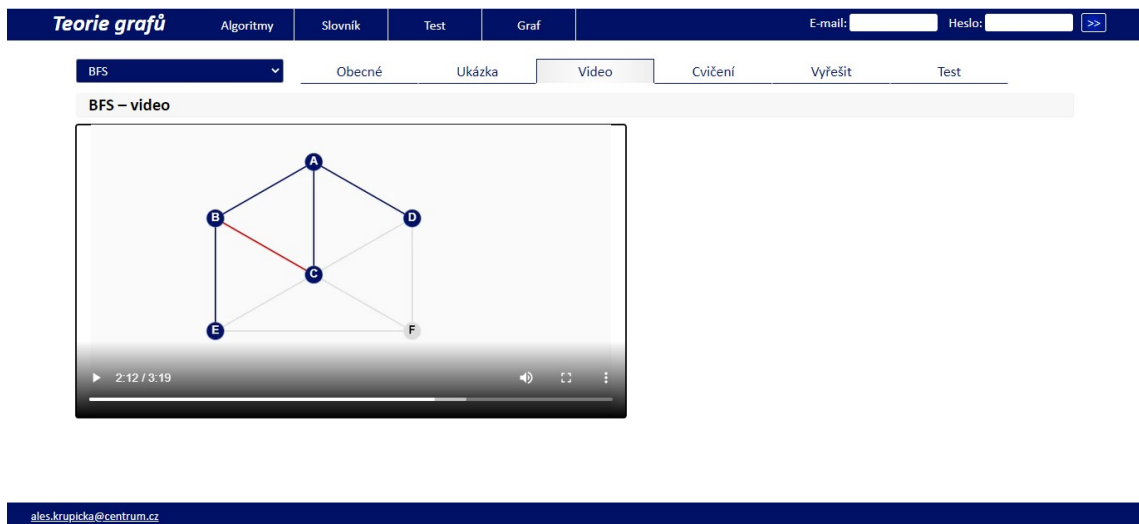 Teorie grafů Algoritmy Slovník Test Graf E-mail: Heslo: >>
BFS Obecné Ukázka Video Cvičení Vyřešit Test
BFS – video
A
B D
C
E F
2:12 / 3:19
ales.krupicka@centrum.cz